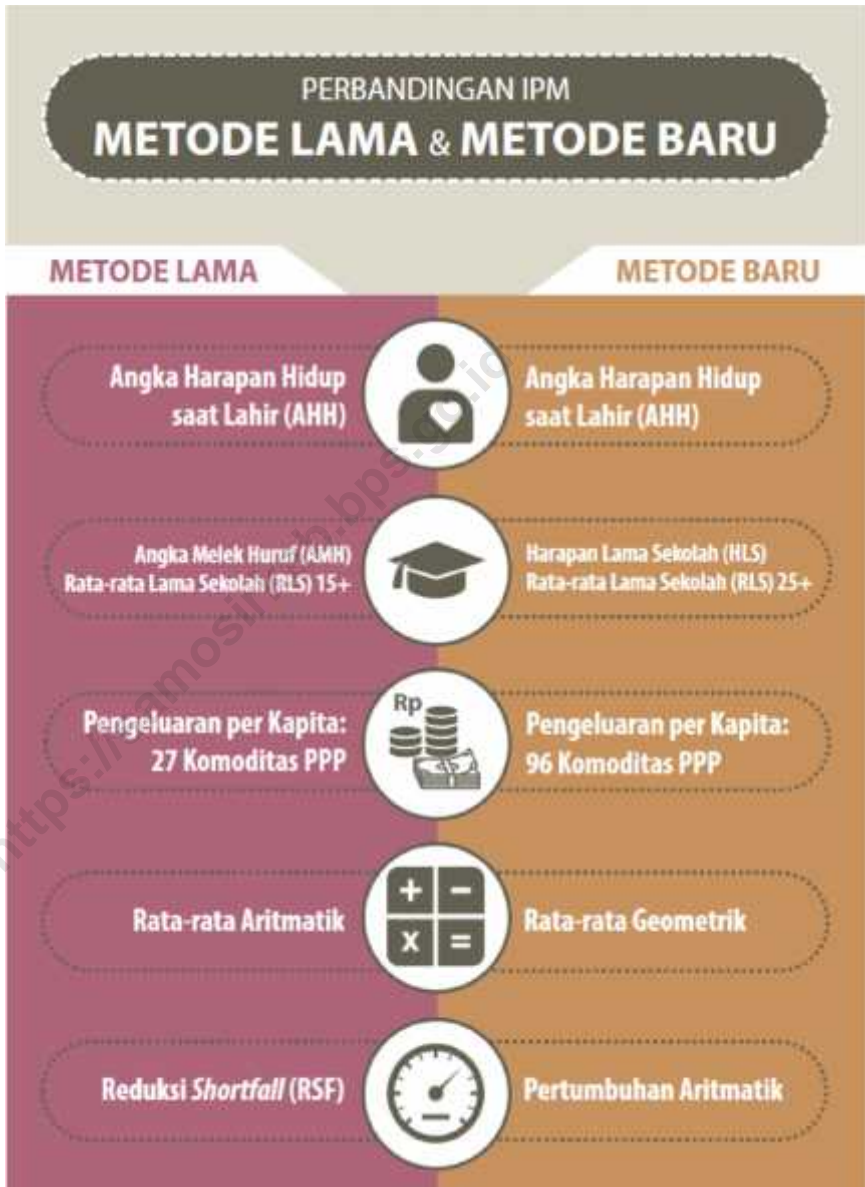 PERBANDINGAN IPM
METODE LAMA & METODE BARU
METODE LAMA
METODE BARU
Angka Harapan Hidup
saat Lahir (AHH)
Angka Harapan Hidup
saat Lahir (AHH)
Angka Melek Huruf (AMH)
Rata-rata Lama Sekolah (RLS) 15+
Harapan Lama Sekolah (HLS)
Rata-rata Lama Sekolah (RLS) 25+
Pengeluaran per Kapita:
27 Komoditas PPP
Rp
Pengeluaran per Kapita:
96 Komoditas PPP
Rata-rata Aritmatik
+ −
x =
Rata-rata Geometrik
Reduksi Shortfall (RSF)
Pertumbuhan Aritmatik